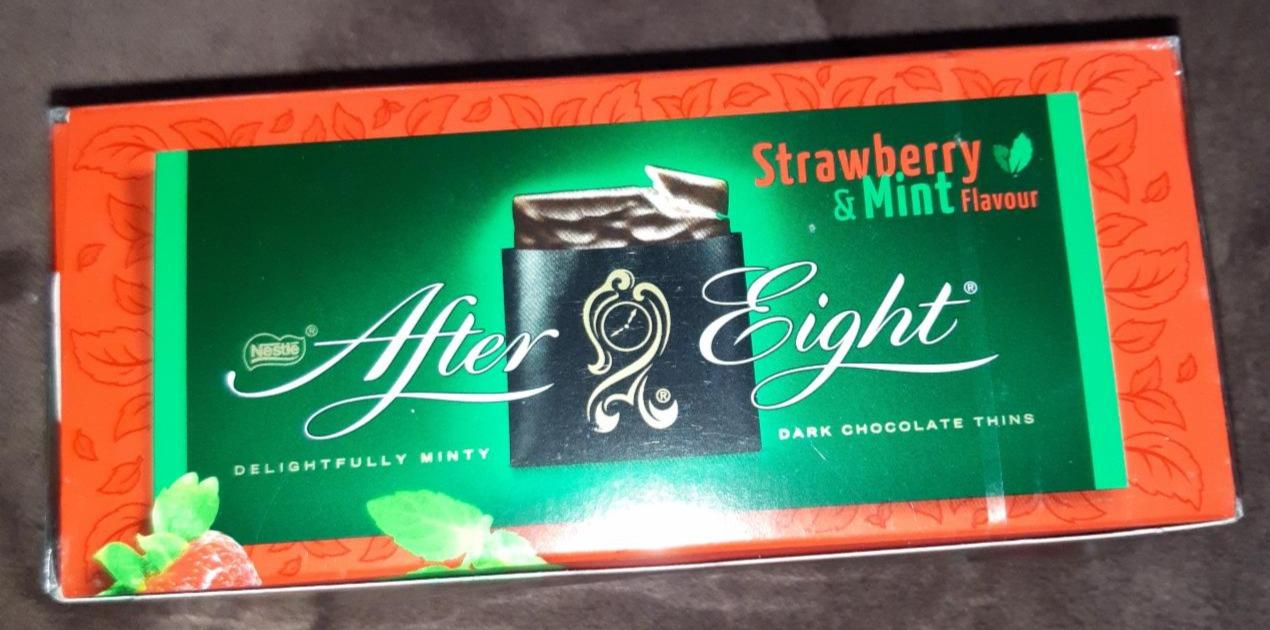 Strawberry
& Mint Flavour
Nestlé® After Eight®
®
DELIGHTFULLY MINTY
DARK CHOCOLATE THINS